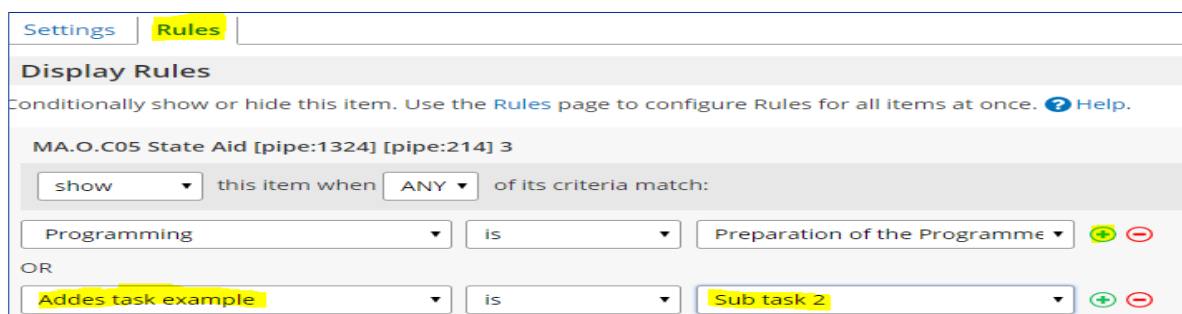 Settings Rules
Display Rules
Conditionally show or hide this item. Use the Rules page to configure Rules for all items at once. ? Help.
MA.O.C05 State Aid [pipe:1324] [pipe:214] 3
show this item when ANY of its criteria match:
Programming is Preparation of the Programme
OR
Addes task example is Sub task 2